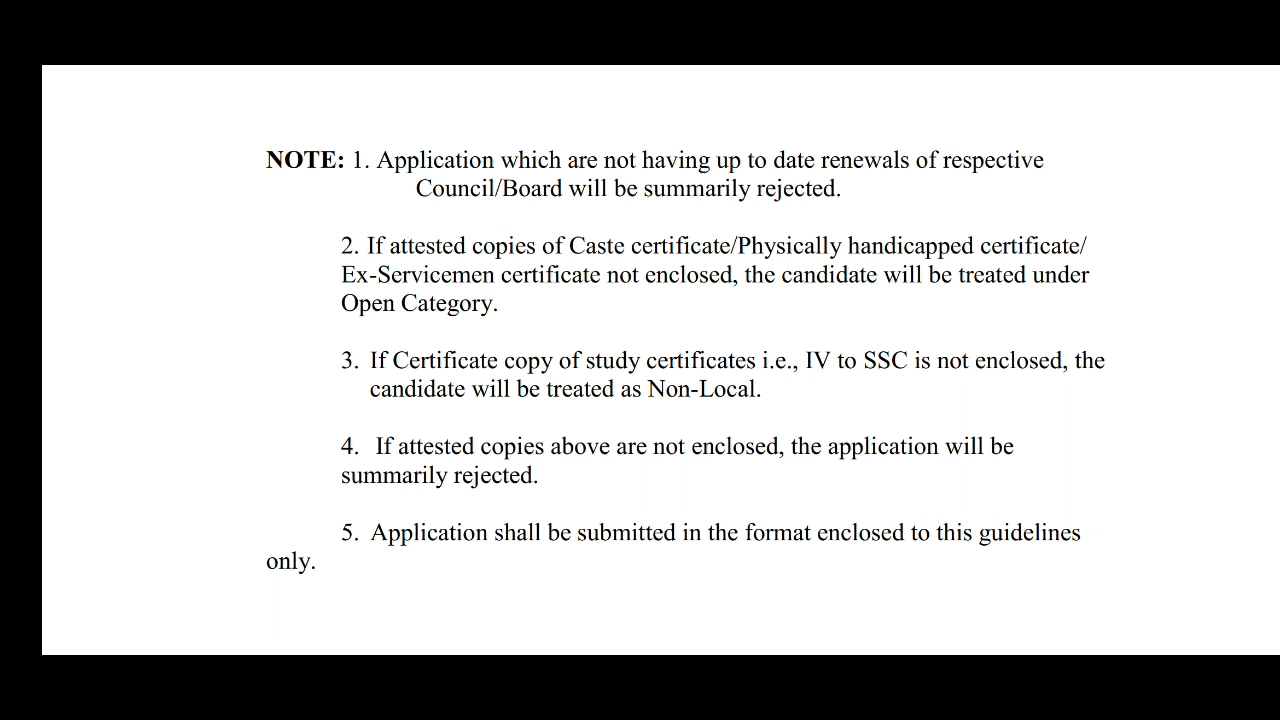 NOTE: 1. Application which are not having up to date renewals of respective
Council/Board will be summarily rejected.
2. If attested copies of Caste certificate/Physically handicapped certificate/
Ex-Servicemen certificate not enclosed, the candidate will be treated under
Open Category.
3. If Certificate copy of study certificates i.e., IV to SSC is not enclosed, the
candidate will be treated as Non-Local.
4. If attested copies above are not enclosed, the application will be
summarily rejected.
5. Application shall be submitted in the format enclosed to this guidelines
only.